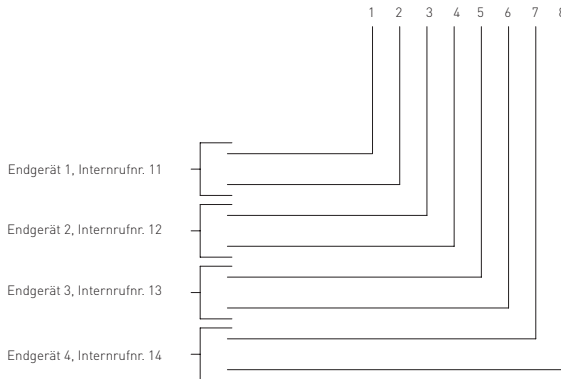 1 2 3 4 5 6 7 8
Endgerät 1, Internrufnr. 11
Endgerät 2, Internrufnr. 12
Endgerät 3, Internrufnr. 13
Endgerät 4, Internrufnr. 14